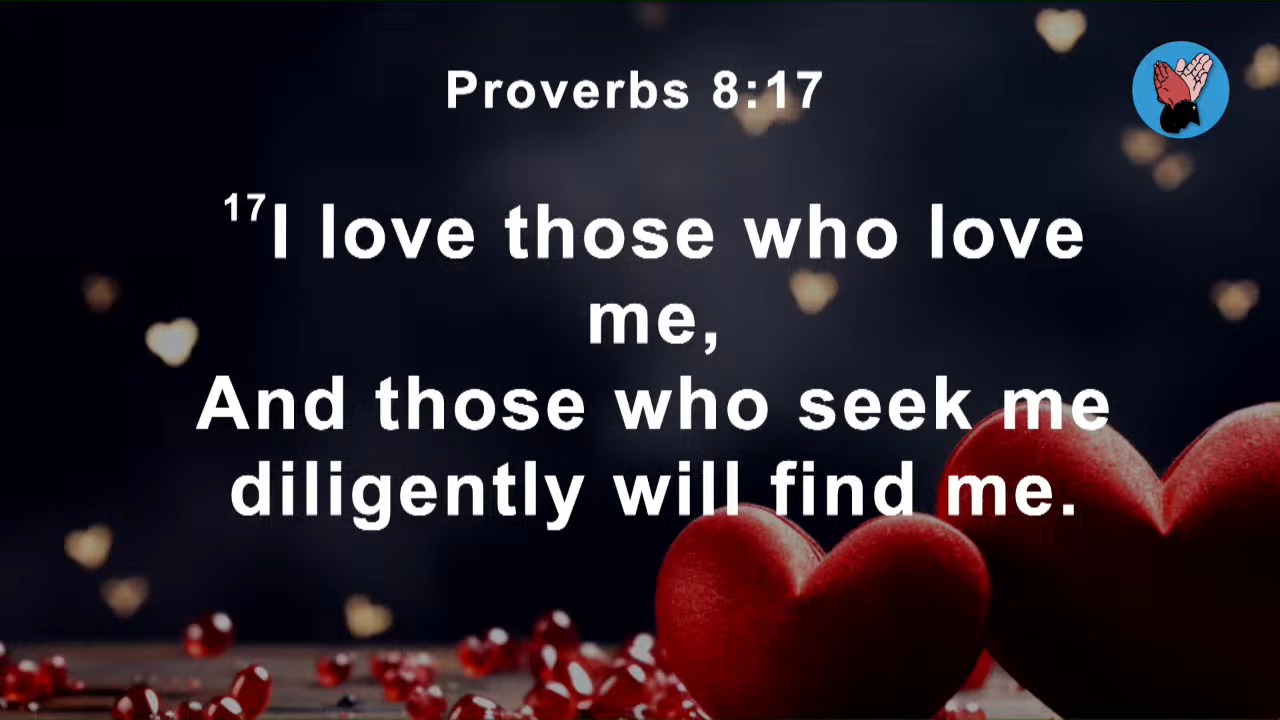 Proverbs 8:17
17I love those who love
me,
And those who seek me
diligently will find me.